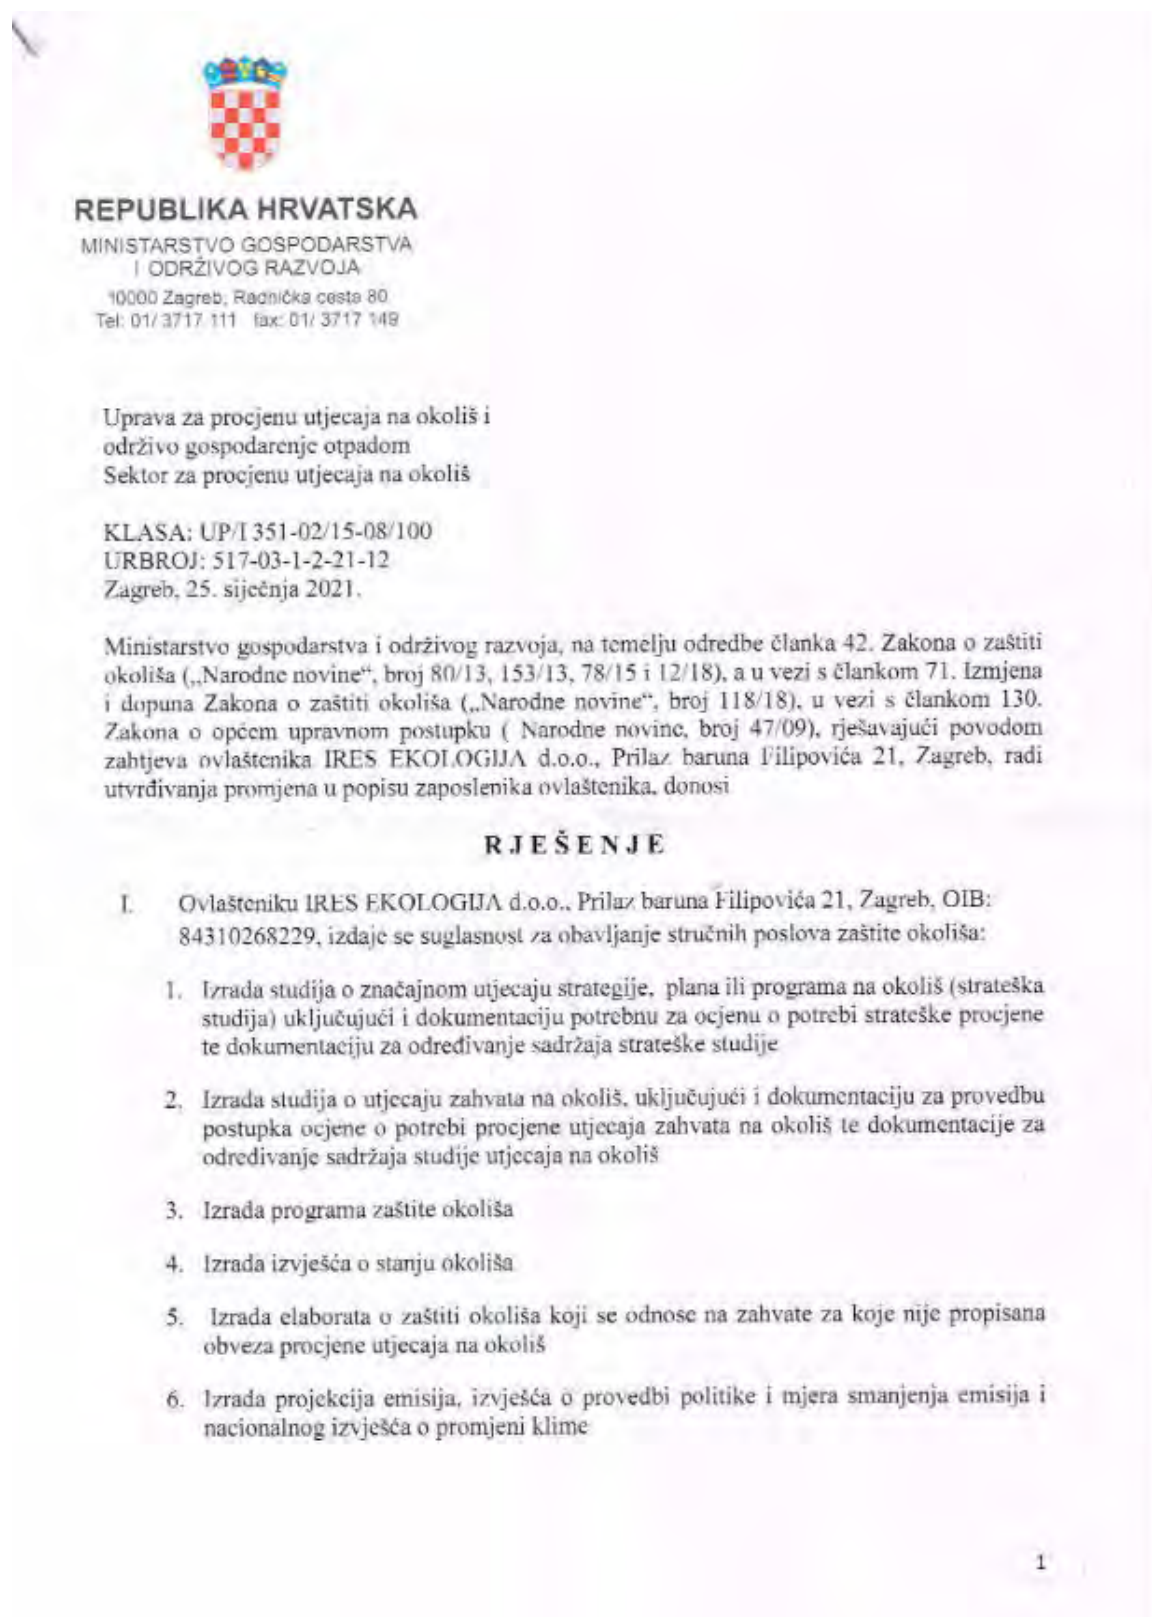 REPUBLIKA HRVATSKA
MINISTARSTVO GOSPODARSTVA
I ODRŽIVOG RAZVOJA
10000 Zagreb, Radnička cesta 80
Tel: 01/ 3717 111 fax: 01/ 3717 149
Uprava za procjenu utjecaja na okoliš i
održivo gospodarenje otpadom
Sektor za procjenu utjecaja na okoliš
KLASA: UP/I 351-02/15-08/100
URBROJ: 517-03-1-2-21-12
Zagreb, 25. siječnja 2021.
Ministarstvo gospodarstva i održivog razvoja, na temelju odredbe članka 42. Zakona o zaštiti
okoliša („Narodne novine“, broj 80/13, 153/13, 78/15 i 12/18), a u vezi s člankom 71. Izmjena
i dopuna Zakona o zaštiti okoliša („Narodne novine“, broj 118/18), u vezi s člankom 130.
Zakona o općem upravnom postupku ( Narodne novine, broj 47/09), rješavajući povodom
zahtjeva ovlaštenika IRES EKOLOGIJA d.o.o., Prilaz baruna Filipovića 21, Zagreb, radi
utvrđivanja promjena u popisu zaposlenika ovlaštenika, donosi
RJEŠENJE
I. Ovlašteniku IRES EKOLOGIJA d.o.o., Prilaz baruna Filipovića 21, Zagreb, OIB:
84310268229, izdaje se suglasnost za obavljanje stručnih poslova zaštite okoliša:
1. Izrada studija o značajnom utjecaju strategije, plana ili programa na okoliš (strateška
studija) uključujući i dokumentaciju potrebnu za ocjenu o potrebi strateške procjene
te dokumentaciju za određivanje sadržaja strateške studije
2. Izrada studija o utjecaju zahvata na okoliš, uključujući i dokumentaciju za provedbu
postupka ocjene o potrebi procjene utjecaja zahvata na okoliš te dokumentacije za
određivanje sadržaja studije utjecaja na okoliš
3. Izrada programa zaštite okoliša
4. Izrada izvješća o stanju okoliša
5. Izrada elaborata o zaštiti okoliša koji se odnose na zahvate za koje nije propisana
obveza procjene utjecaja na okoliš
6. Izrada projekcija emisija, izvješća o provedbi politike i mjera smanjenja emisija i
nacionalnog izvješća o promjeni klime
1